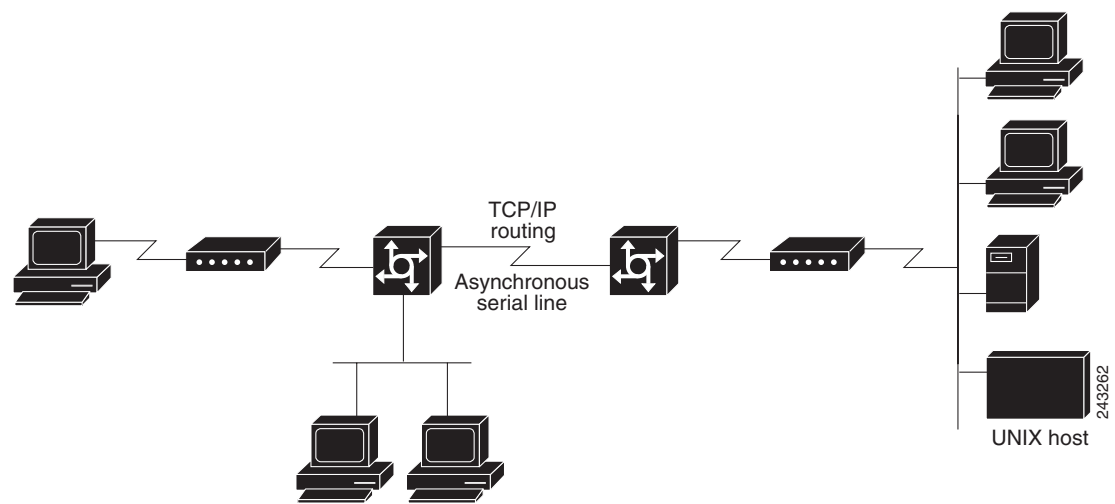 TCP/IP
routing
Asynchronous
serial line
UNIX host
243262